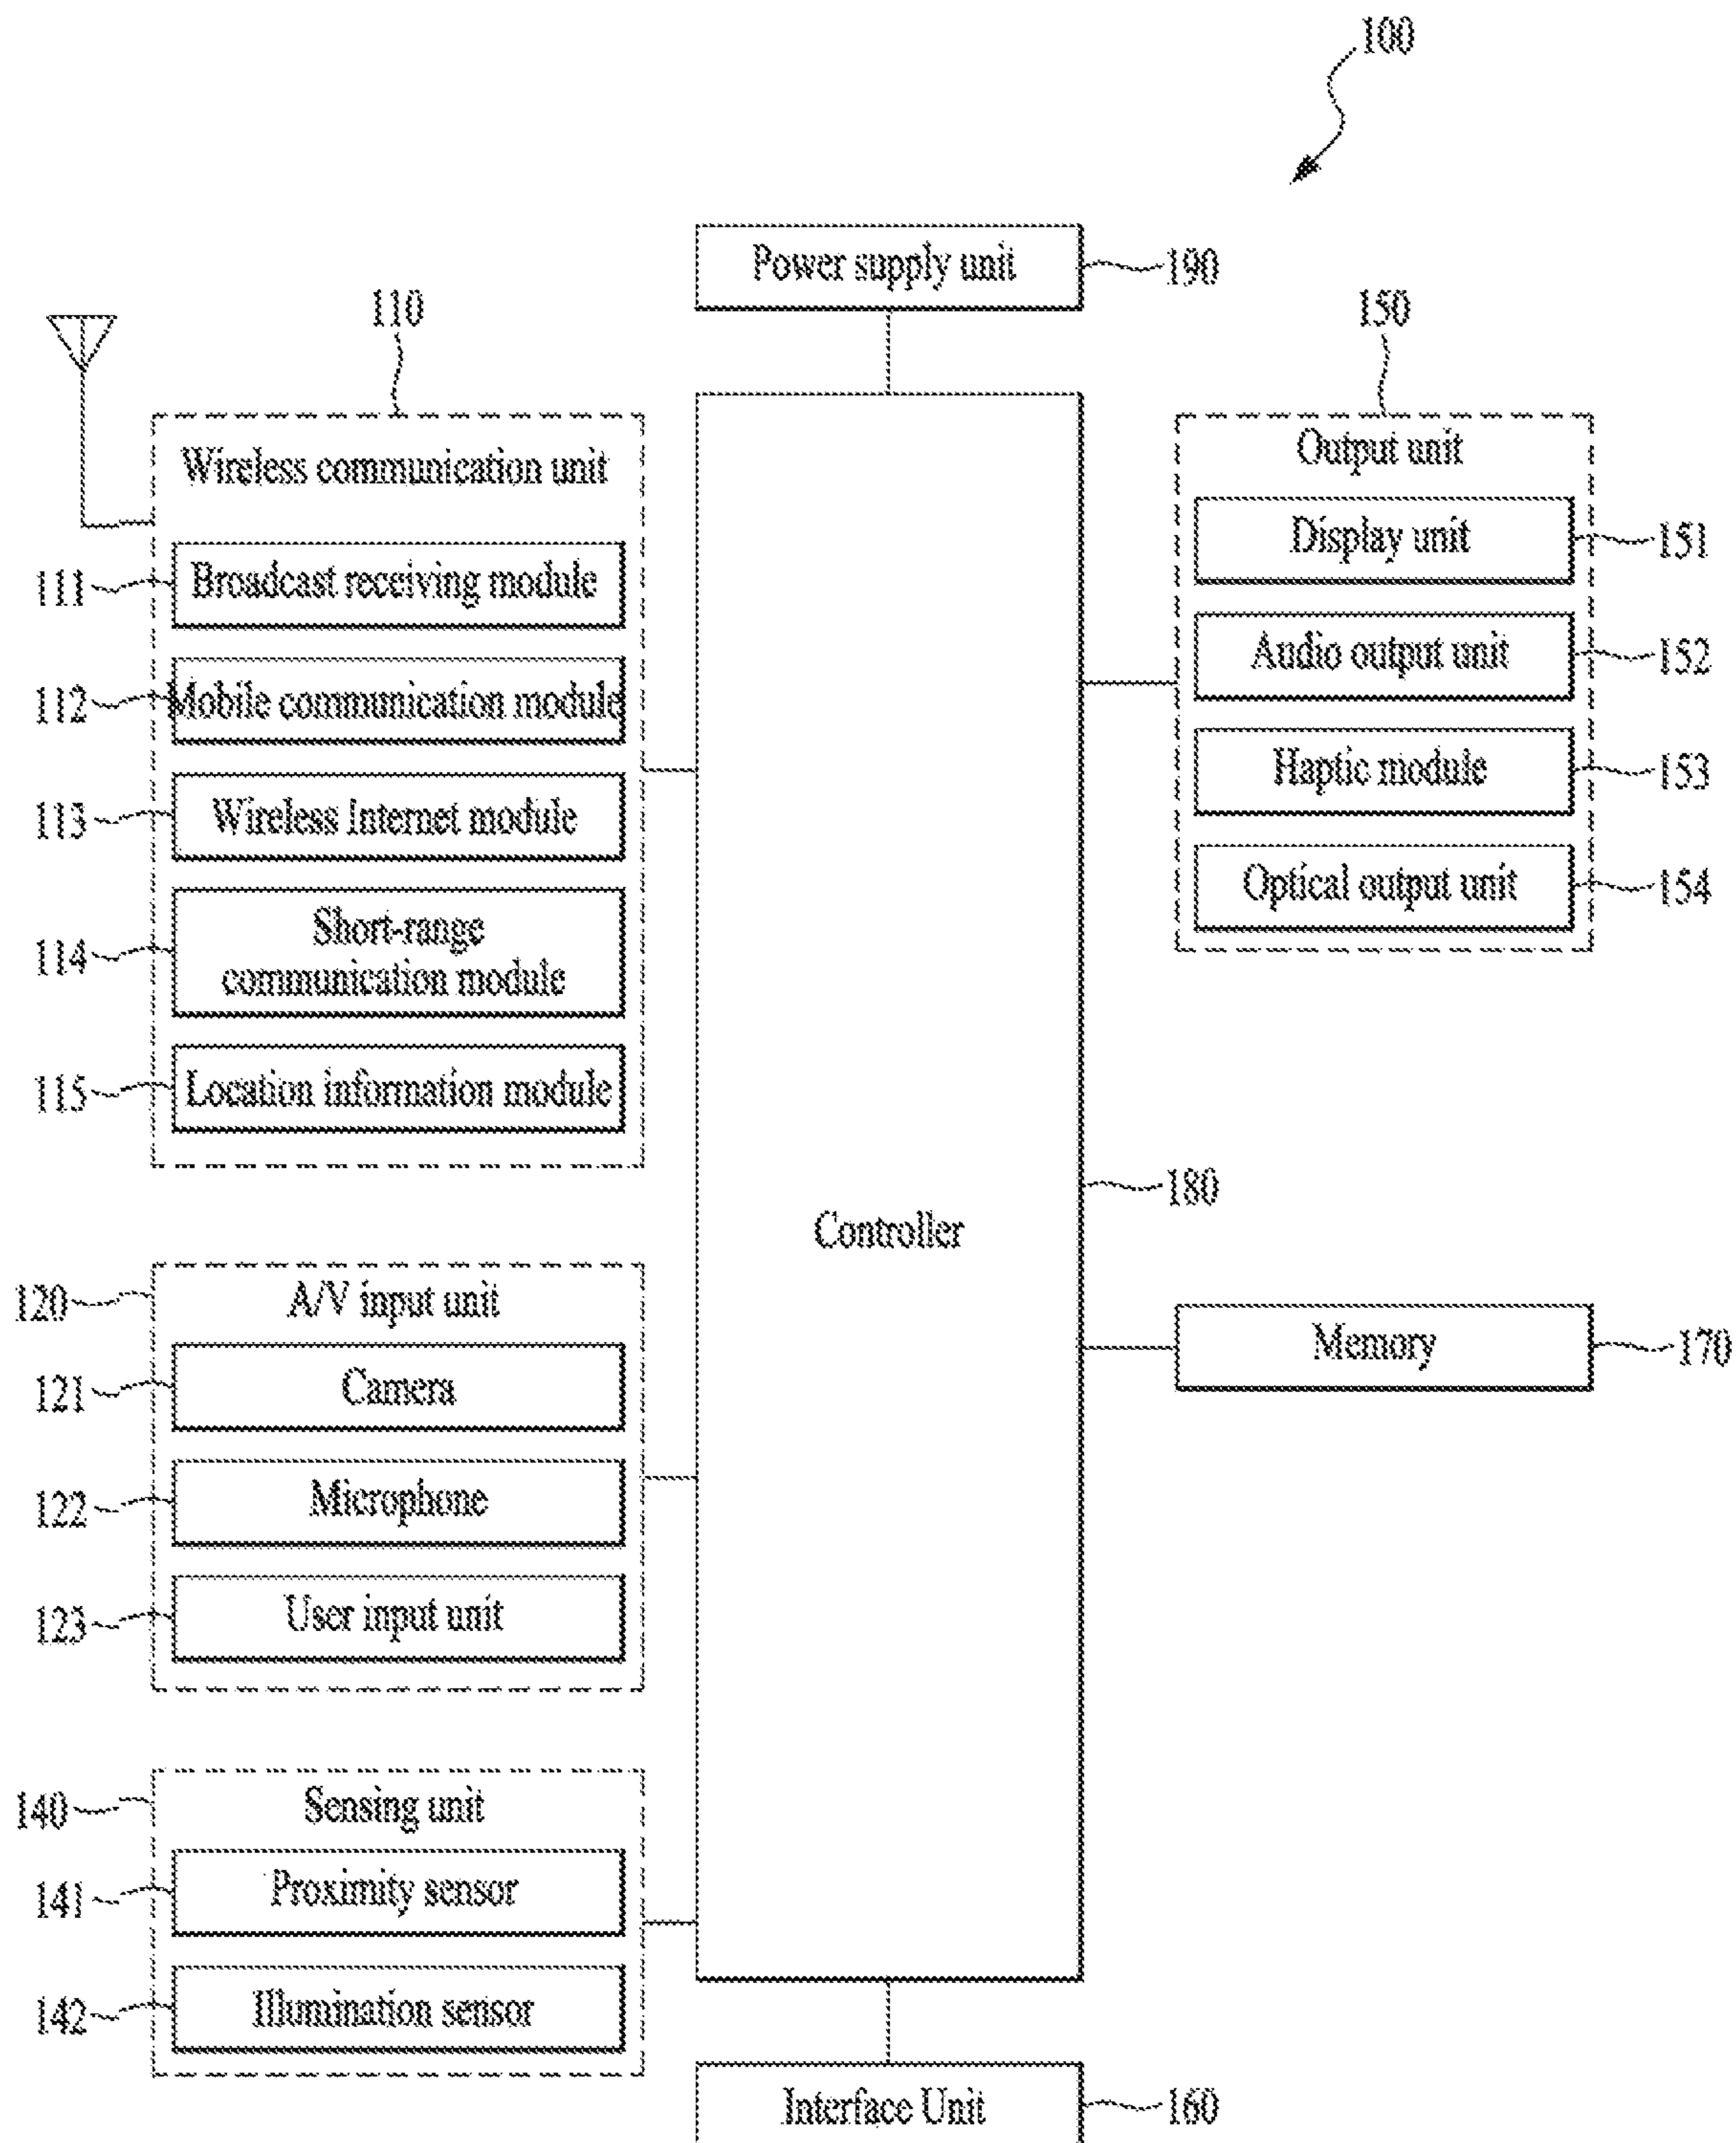 100
Power supply unit
190
110
150
Wireless communication unit
111
Broadcast receiving module
112
Mobile communication module
113
Wireless Internet module
114
Short-range
communication module
115
Location information module
Output unit
Display unit
151
Audio output unit
152
Haptic module
153
Optical output unit
154
Controller
180
120
A/V input unit
121
Camera
122
Microphone
123
User input unit
Memory
170
140
Sensing unit
141
Proximity sensor
142
Illumination sensor
Interface Unit
160